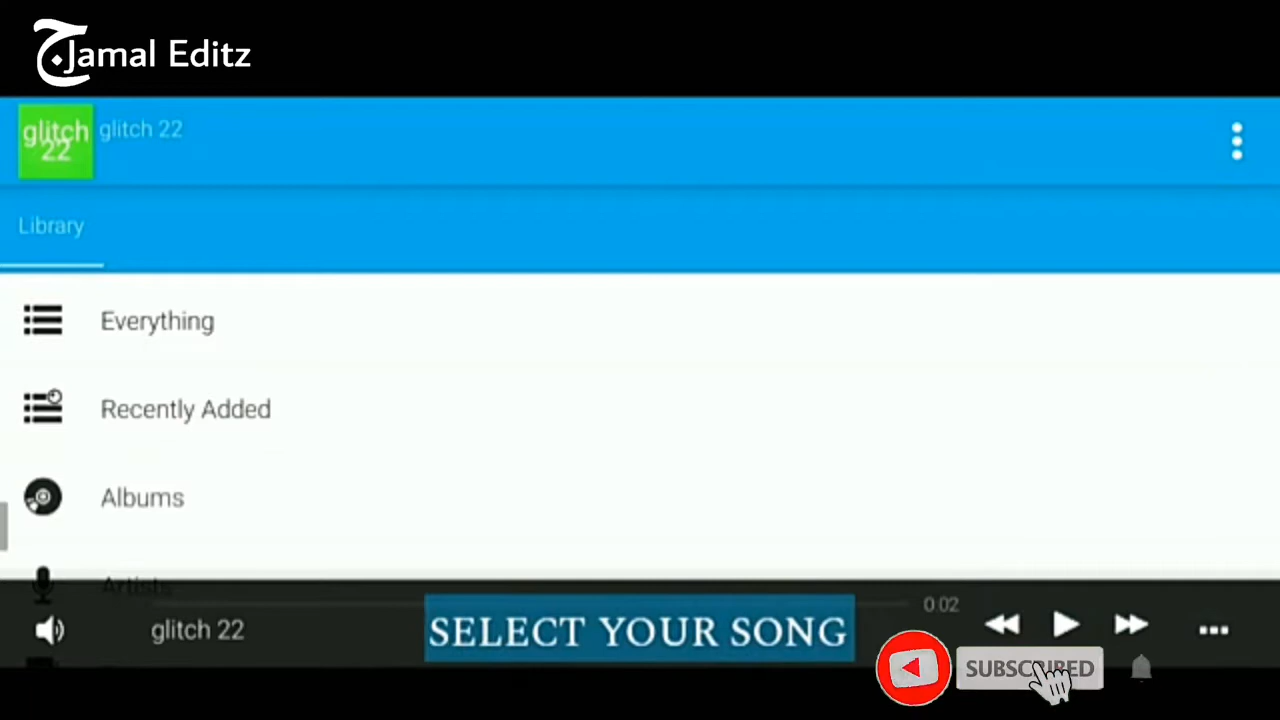 ج Jamal Editz
glitch 22
glitch 22
Library
Everything
Recently Added
Albums
Artists
0:02
glitch 22
SELECT YOUR SONG
SUBSCRIBED